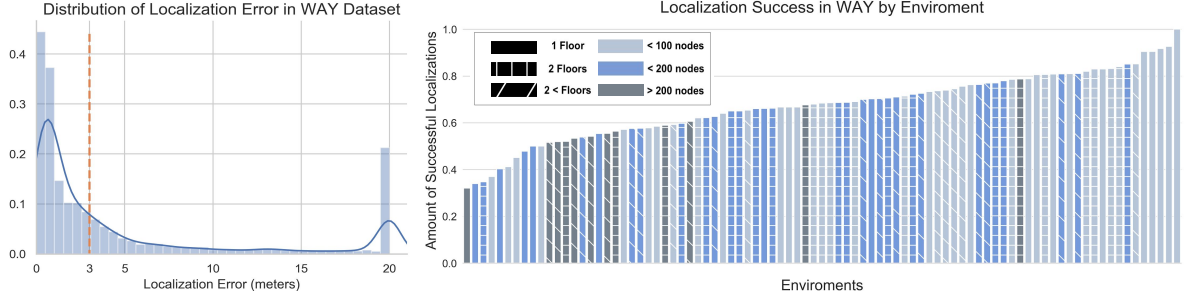 Distribution of Localization Error in WAY Dataset
0.4
0.3
0.2
0.1
0.0
0 3 5 10 15 20
Localization Error (meters)
Localization Success in WAY by Enviroment
Amount of Successful Localizations
1.0
0.8
0.6
0.4
0.2
0.0
1 Floor < 100 nodes
2 Floors < 200 nodes
2 < Floors > 200 nodes
Enviroments